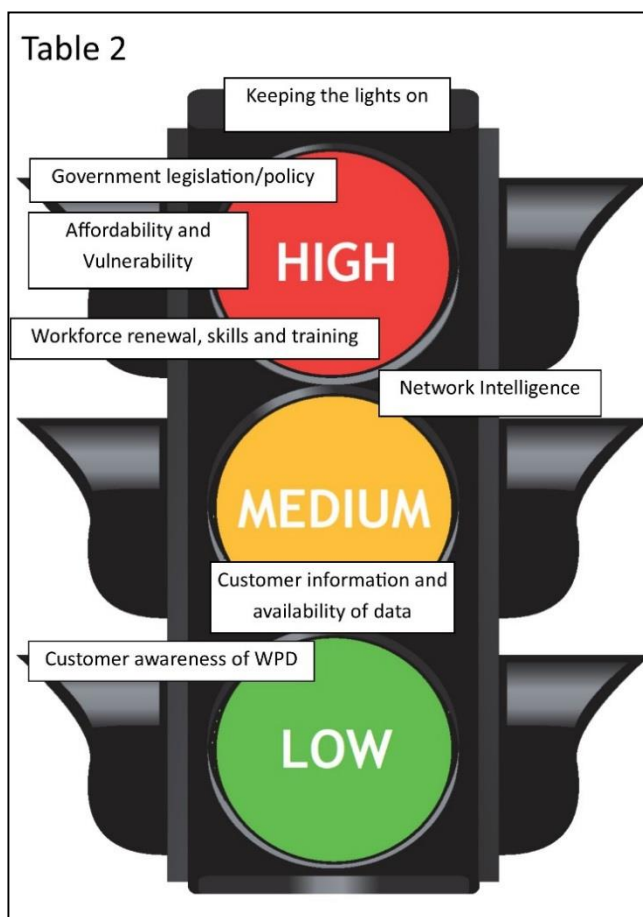 Table 2
Keeping the lights on
Government legislation/policy
Affordability and
Vulnerability
HIGH
Workforce renewal, skills and training
Network Intelligence
MEDIUM
Customer information and
availability of data
Customer awareness of WPD
LOW